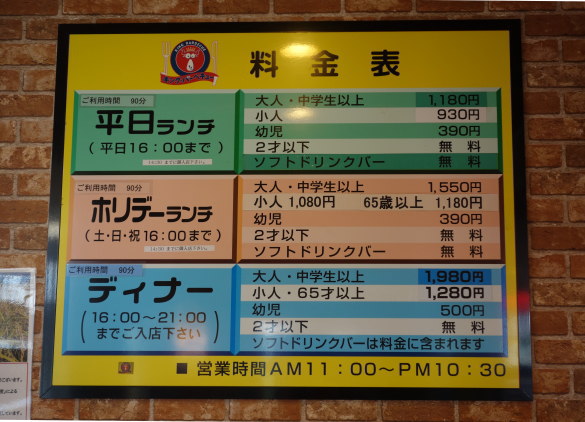 料金表
ご利用時間 90分
平日ランチ
(平日16:00まで)
大人・中学生以上 1,180円
小人 930円
幼児 390円
2才以下 無料
ソフトドリンクバー 無料
ご利用時間 90分
ホリデーランチ
(土・日・祝16:00まで)
大人・中学生以上 1,550円
小人 1,080円 65歳以上 1,180円
幼児 390円
2才以下 無料
ソフトドリンクバー 無料
ご利用時間 90分
ディナー
(16:00〜21:00
までご入店下さい)
大人・中学生以上 1,980円
小人・65才以上 1,280円
幼児 500円
2才以下 無料
ソフトドリンクバーは料金に含まれます
■営業時間AM11:00〜PM10:30